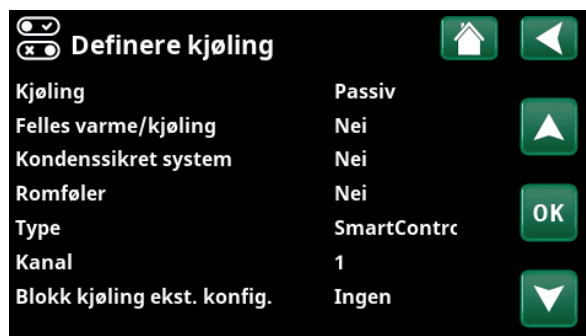 Definere kjøling
Kjøling Passiv
Felles varme/kjøling Nei
Kondenssikret system Nei
Romføler Nei
Type SmartContrc
Kanal 1
Blokk kjøling ekst. konfig. Ingen
OK